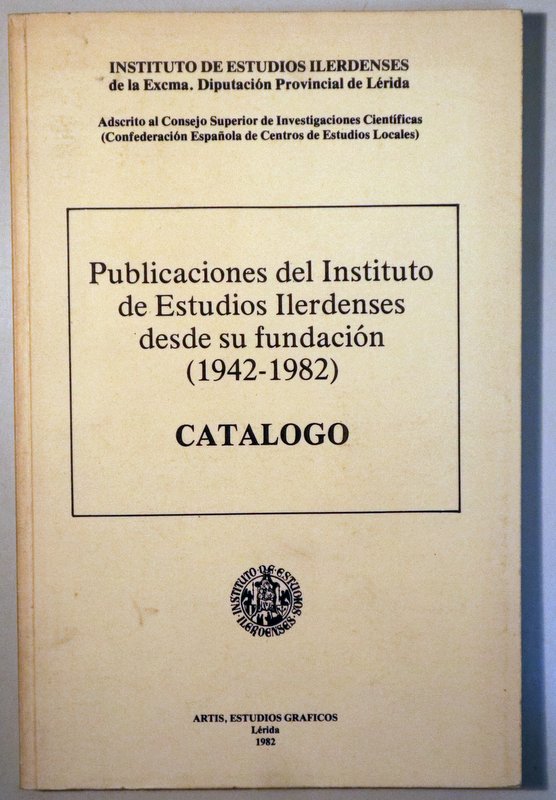 INSTITUTO DE ESTUDIOS ILERDENSES
de la Excma. Diputación Provincial de Lérida
Adscrito al Consejo Superior de Investigaciones Científicas
(Confederación Española de Centros de Estudios Locales)
Publicaciones del Instituto
de Estudios Ilerdenses
desde su fundación
(1942-1982)
CATALOGO
INSTITUTO·DE·ESTUDIOS
ILERDENSES
ARTIS, ESTUDIOS GRAFICOS
Lérida
1982